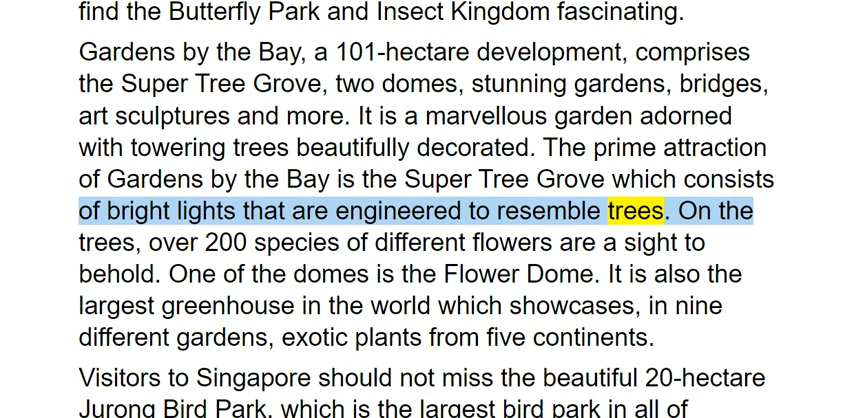 find the Butterfly Park and Insect Kingdom fascinating.
Gardens by the Bay, a 101-hectare development, comprises
the Super Tree Grove, two domes, stunning gardens, bridges,
art sculptures and more. It is a marvellous garden adorned
with towering trees beautifully decorated. The prime attraction
of Gardens by the Bay is the Super Tree Grove which consists
of bright lights that are engineered to resemble trees. On the
trees, over 200 species of different flowers are a sight to
behold. One of the domes is the Flower Dome. It is also the
largest greenhouse in the world which showcases, in nine
different gardens, exotic plants from five continents.
Visitors to Singapore should not miss the beautiful 20-hectare
Jurong Bird Park, which is the largest bird park in all of